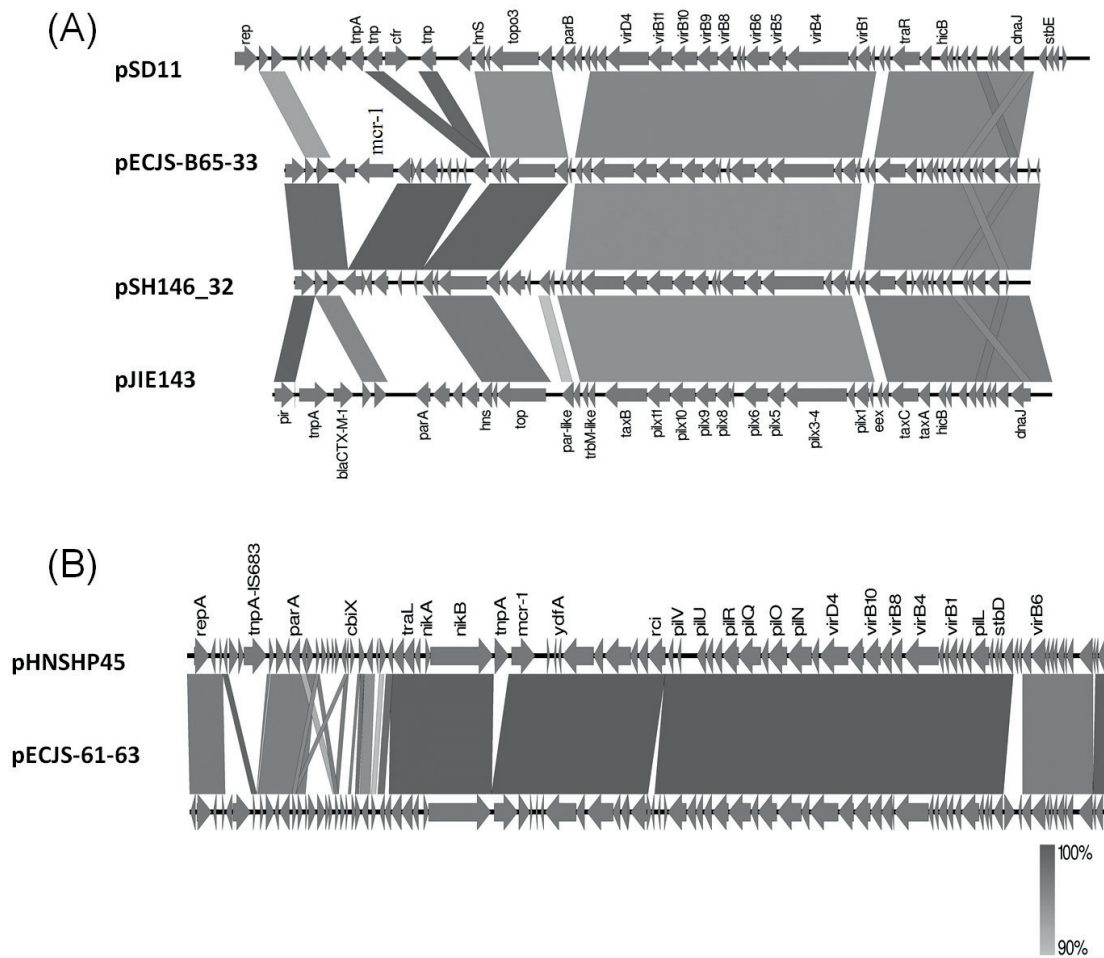 (A)
rep tnpA tnp cfr tnp hnS topo3 parB virD4 virB11 virB10 virB9 virB8 virB6 virB5 virB4 virB1 traR hicB dnaJ stbE
pSD11
mcr-1
pECJS-B65-33
pSH146_32
pJIE143
pir tnpA blaCTX-M-1 parA hns top par-like trbM-like taxB pilx11 pilx10 pilx9 pilx8 pilx6 pilx5 pilx3-4 pilx1 eex taxC taxA hicB dnaJ
(B)
repA tnpA-IS683 parA cbiX traL nikA nikB tnpA mcr-1 ydfA rci pilV pilU pilR pilQ pilO pilN virD4 virB10 virB8 virB4 virB1 pilL stbD virB6
pHNSHP45
pECJS-61-63
100%
90%